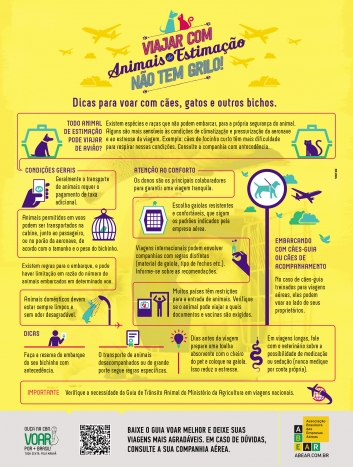 VIAJAR COM
Animais de Estimação
NÃO TEM GRILO!
Dicas para voar com cães, gatos e outros bichos.
TODO ANIMAL
DE ESTIMAÇÃO
PODE VIAJAR
DE AVIÃO?
Existem espécies e raças que não podem embarcar, para a própria segurança do animal.
Alguns são mais sensíveis às condições de climatização e pressurização da aeronave
e ao estresse da viagem. Exemplo: cães de focinho curto têm mais dificuldade
para respirar nessas condições. Consulte a companhia com antecedência.
CONDIÇÕES GERAIS
Geralmente o transporte
de animais requer o
pagamento de taxa
adicional.
Animais permitidos em voos
podem ser transportados na
cabine, junto ao passageiro,
ou no porão da aeronave, de
acordo com o tamanho e o peso do bichinho.
Existem regras para o embarque, e pode
haver limitação em razão do número de
animais embarcados em determinado voo.
Animais domésticos devem
estar sempre limpos e
sem odor desagradável.
ATENÇÃO AO CONFORTO
Os donos são os principais colaboradores
para garantir uma viagem tranquila.
Escolha gaiolas resistentes
e confortáveis, que sigam
os padrões indicados pela
empresa aérea.
Viagens internacionais podem envolver
companhias com regras distintas
(material da gaiola, tipo de fechos etc.).
Informe-se sobre as recomendações.
Muitos países têm restrições
para a entrada de animais. Verifique
se o animal pode viajar e quais
documentos e vacinas são exigidos.
EMBARCANDO
COM CÃES-GUIA
OU CÃES DE
ACOMPANHAMENTO
No caso de cães-guia
treinados para viagens
aéreas, eles podem
voar ao lado de seus
proprietários.
DICAS
Faça a reserva de embarque
do seu bichinho com
antecedência.
O transporte de animais
desacompanhados ou de grande
porte segue regras específicas.
Dias antes da viagem
prepare uma toalha
absorvente com o cheiro
do pet e coloque na gaiola.
Isso reduz o estresse.
Em viagens longas, fale
com o veterinário sobre a
possibilidade de medicação
ou sedação (nunca medique
por conta própria).
IMPORTANTE Verifique a necessidade da Guia de Trânsito Animal do Ministério da Agricultura em viagens nacionais.
VOAR
POR + BRASIL!
BAIXE O GUIA VOAR MELHOR E DEIXE SUAS
VIAGENS MAIS AGRADÁVEIS. EM CASO DE DÚVIDAS,
CONSULTE A SUA COMPANHIA AÉREA.
ABEAR
Associação
Brasileira
das Empresas
Aéreas
ABEAR.COM.BR